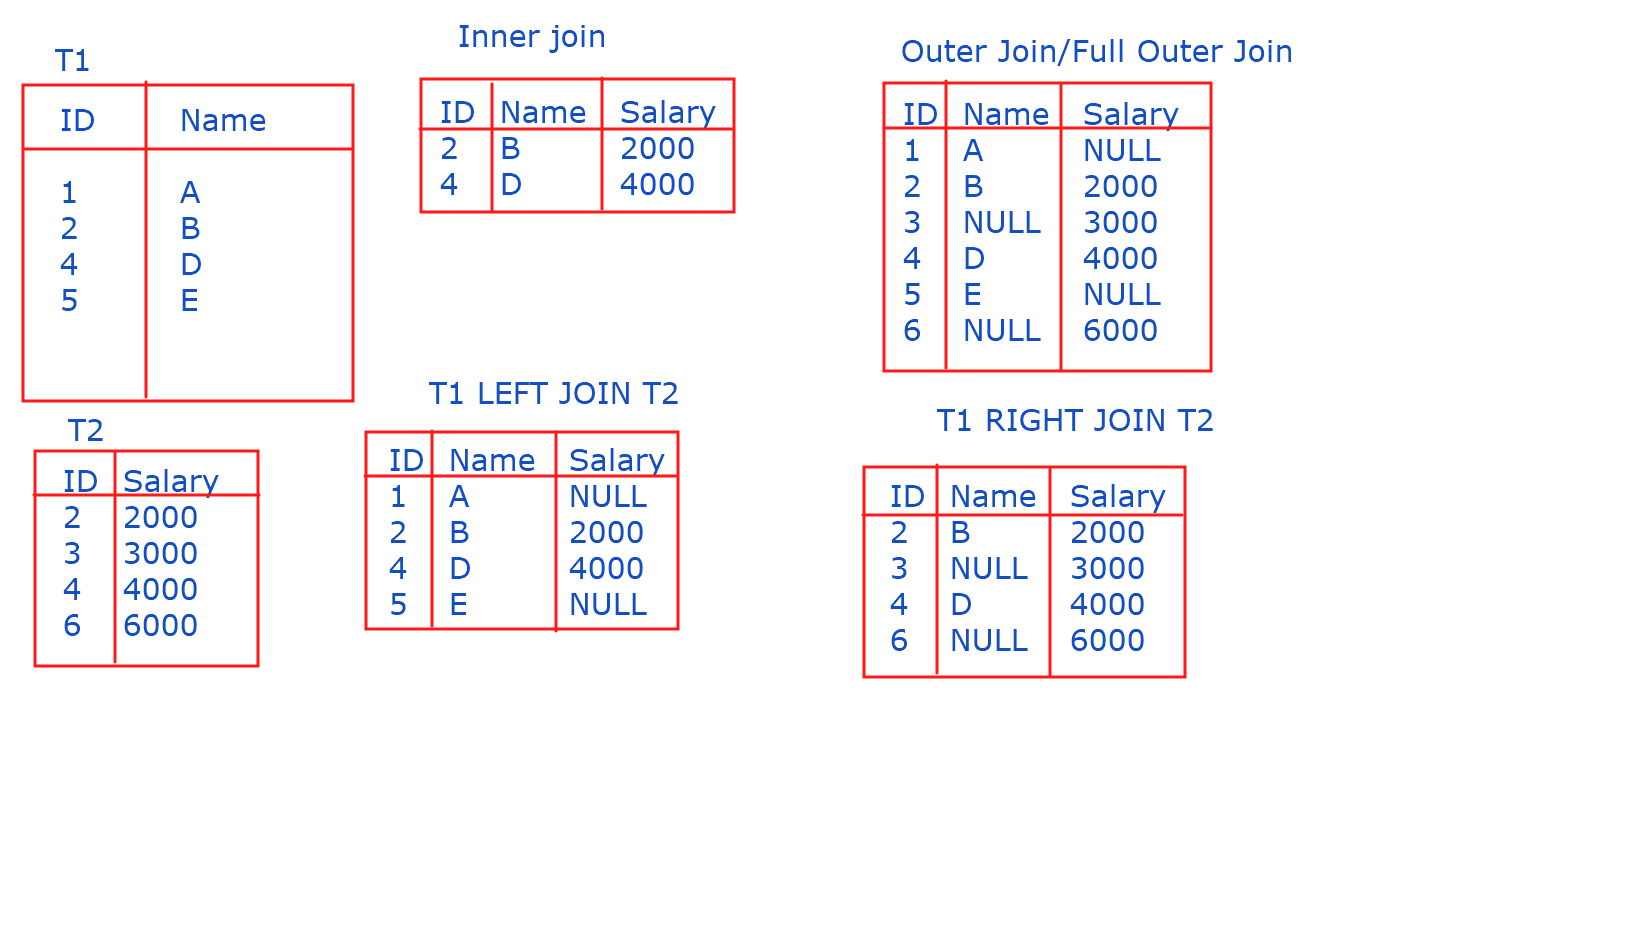 T1
ID Name
1 A
2 B
4 D
5 E
T2
ID Salary
2 2000
3 3000
4 4000
6 6000
Inner join
ID Name Salary
2 B 2000
4 D 4000
T1 LEFT JOIN T2
ID Name Salary
1 A NULL
2 B 2000
4 D 4000
5 E NULL
Outer Join/Full Outer Join
ID Name Salary
1 A NULL
2 B 2000
3 NULL 3000
4 D 4000
5 E NULL
6 NULL 6000
T1 RIGHT JOIN T2
ID Name Salary
2 B 2000
3 NULL 3000
4 D 4000
6 NULL 6000